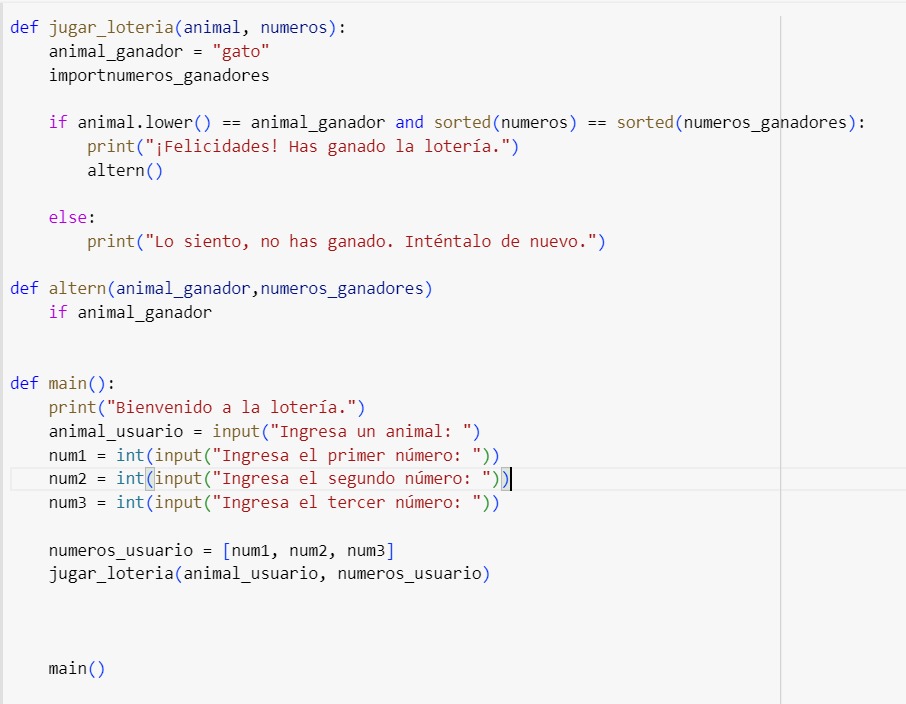 def jugar_loteria(animal, numeros):
    animal_ganador = "gato"
    importnumeros_ganadores
    if animal.lower() == animal_ganador and sorted(numeros) == sorted(numeros_ganadores):
        print("¡Felicidades! Has ganado la lotería.")
        altern()
    else:
        print("Lo siento, no has ganado. Inténtalo de nuevo.")
def altern(animal_ganador,numeros_ganadores)
    if animal_ganador
def main():
    print("Bienvenido a la lotería.")
    animal_usuario = input("Ingresa un animal: ")
    num1 = int(input("Ingresa el primer número: "))
    num2 = int(input("Ingresa el segundo número: "))
    num3 = int(input("Ingresa el tercer número: "))
    numeros_usuario = [num1, num2, num3]
    jugar_loteria(animal_usuario, numeros_usuario)
    main()